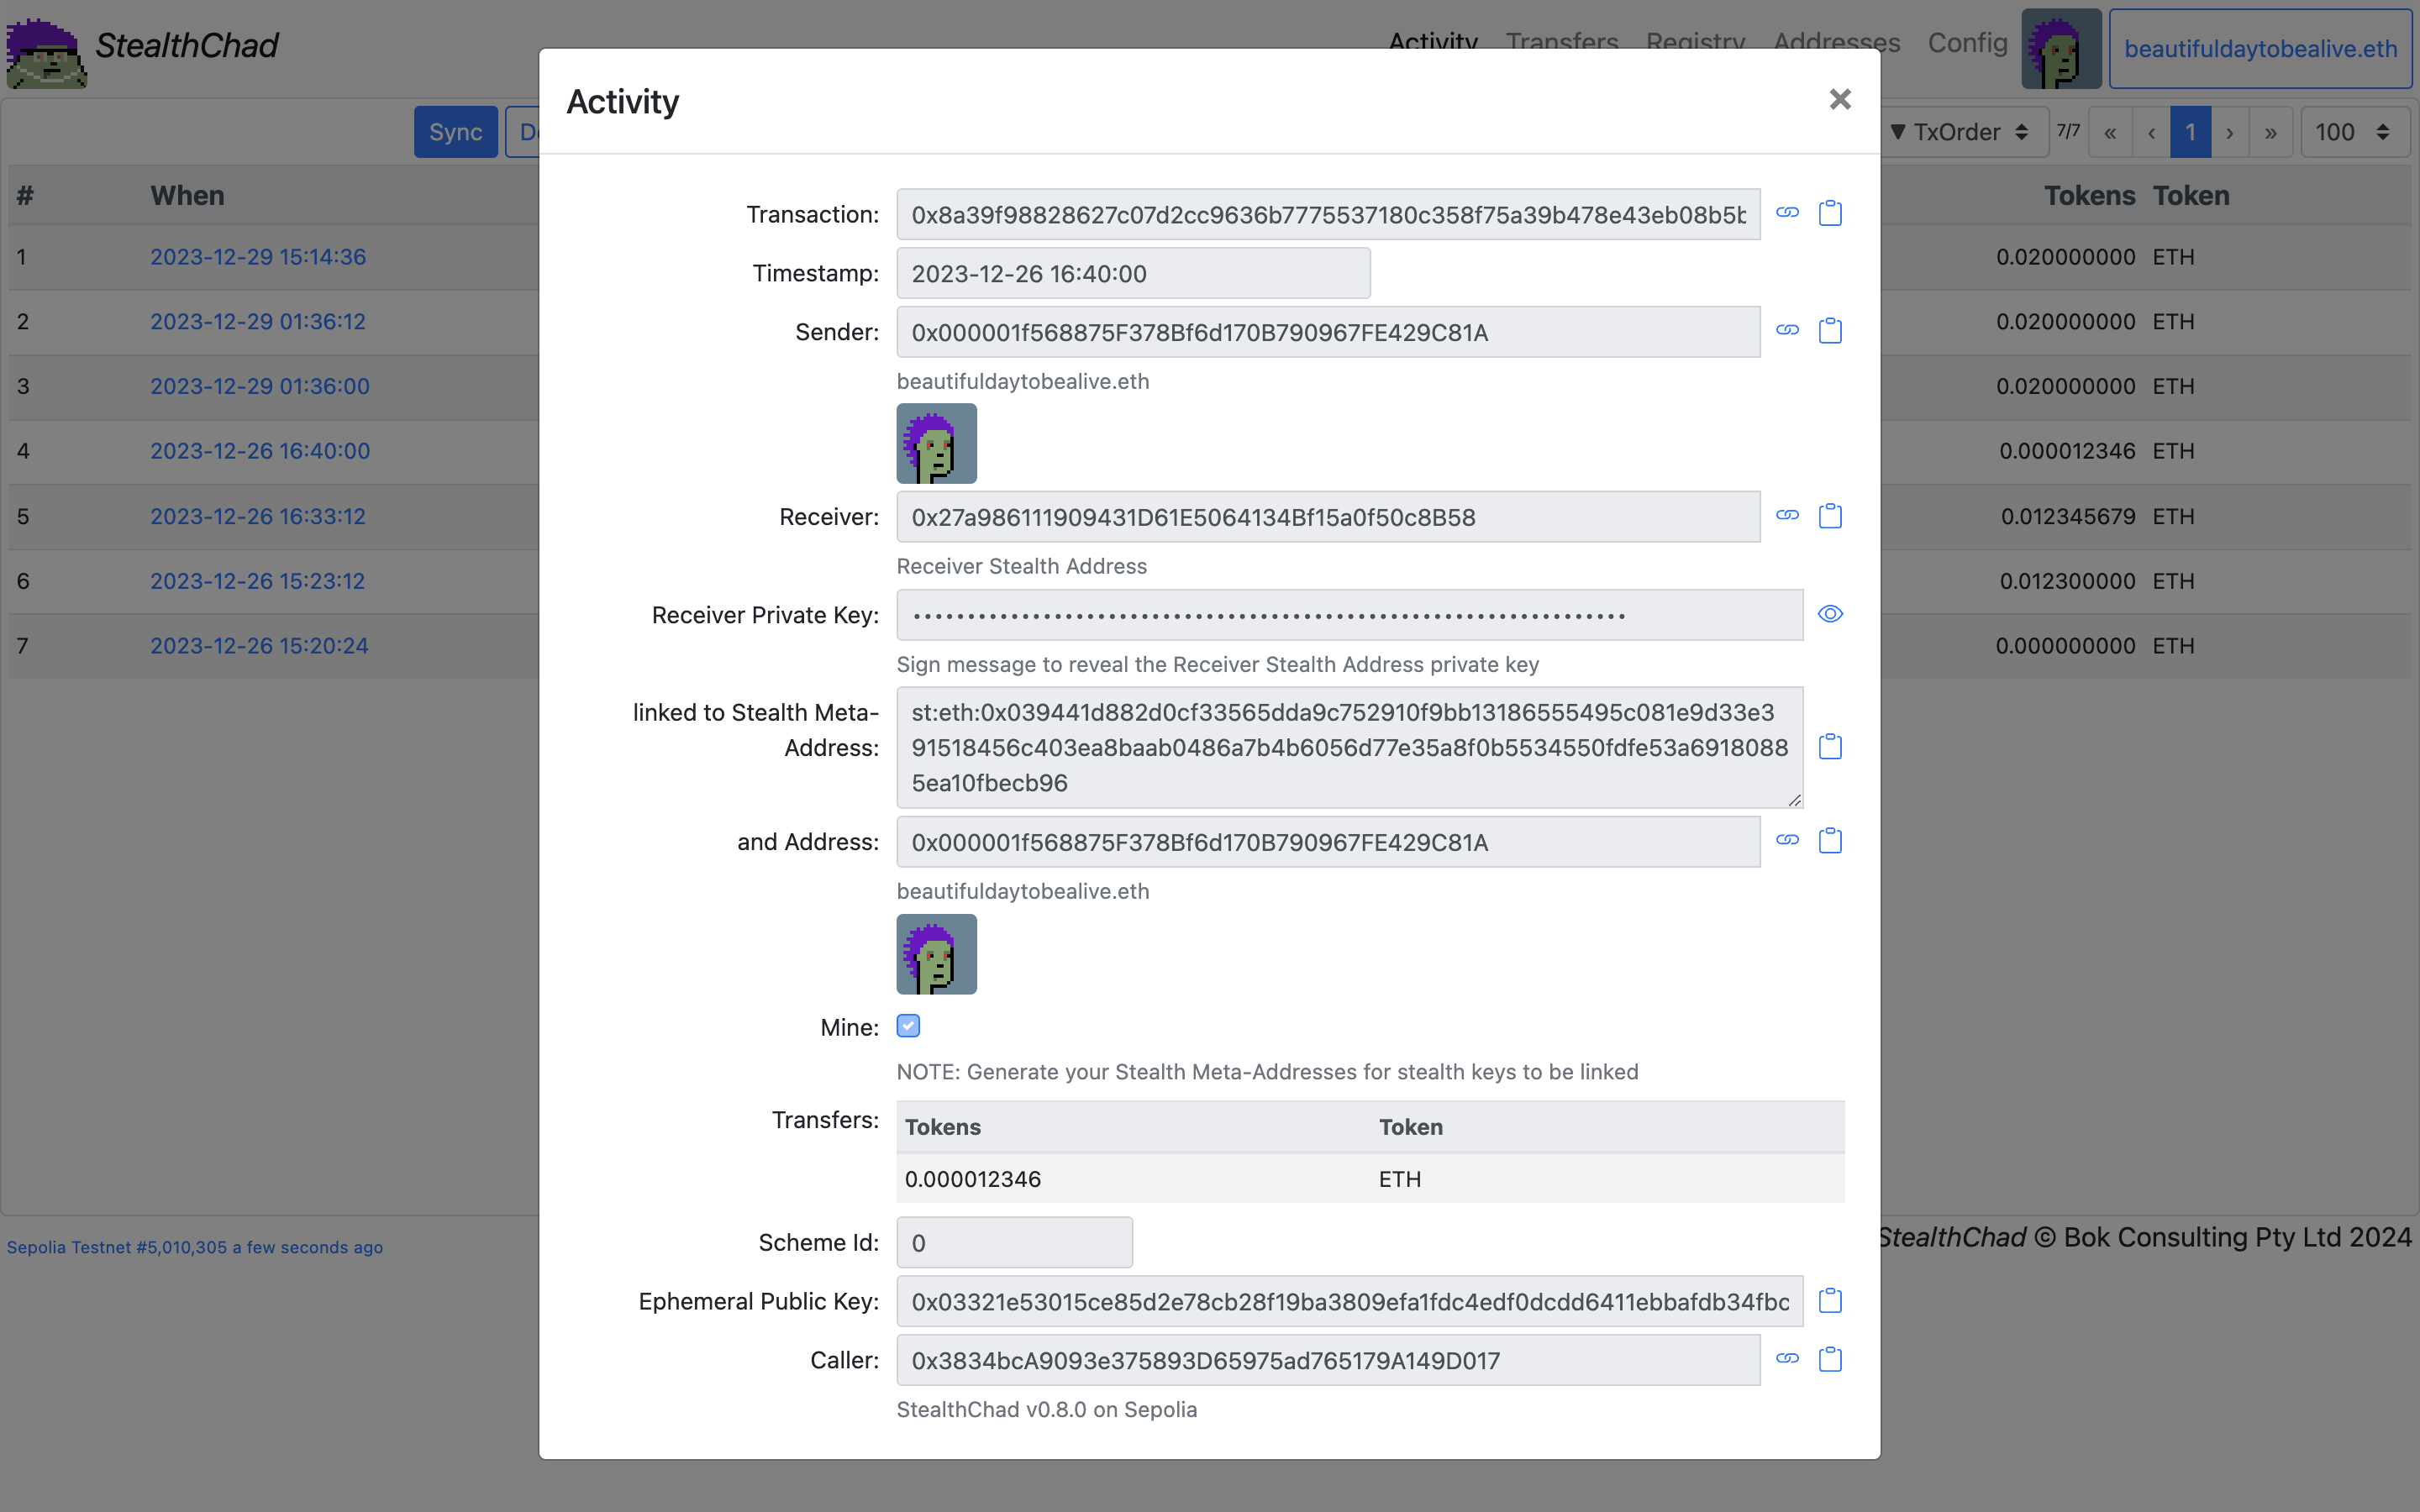 StealthChad
Activity Transfers Registry Addresses Config beautifuldaytobealive.eth
Sync
▼ TxOrder 7/7 « ‹ 1 › » 100
# When Tokens Token
1 2023-12-29 15:14:36 0.020000000 ETH
2 2023-12-29 01:36:12 0.020000000 ETH
3 2023-12-29 01:36:00 0.020000000 ETH
4 2023-12-26 16:40:00 0.000012346 ETH
5 2023-12-26 16:33:12 0.012345679 ETH
6 2023-12-26 15:23:12 0.012300000 ETH
7 2023-12-26 15:20:24 0.000000000 ETH
Activity
Transaction: 0x8a39f98828627c07d2cc9636b7775537180c358f75a39b478e43eb08b5b
Timestamp: 2023-12-26 16:40:00
Sender: 0x000001f568875F378Bf6d170B790967FE429C81A
beautifuldaytobealive.eth
Receiver: 0x27a986111909431D61E5064134Bf15a0f50c8B58
Receiver Stealth Address
Receiver Private Key:
Sign message to reveal the Receiver Stealth Address private key
linked to Stealth Meta-
Address:
st:eth:0x039441d882d0cf33565dda9c752910f9bb13186555495c081e9d33e3
91518456c403ea8baab0486a7b4b6056d77e35a8f0b5534550fdfe53a6918088
5ea10fbecb96
and Address: 0x000001f568875F378Bf6d170B790967FE429C81A
beautifuldaytobealive.eth
Mine:
NOTE: Generate your Stealth Meta-Addresses for stealth keys to be linked
Transfers: Tokens Token
0.000012346 ETH
Scheme Id: 0
Ephemeral Public Key: 0x03321e53015ce85d2e78cb28f19ba3809efa1fdc4edf0dcdd6411ebbafdb34fbc
Caller: 0x3834bcA9093e375893D65975ad765179A149D017
StealthChad v0.8.0 on Sepolia
Sepolia Testnet #5,010,305 a few seconds ago
StealthChad © Bok Consulting Pty Ltd 2024